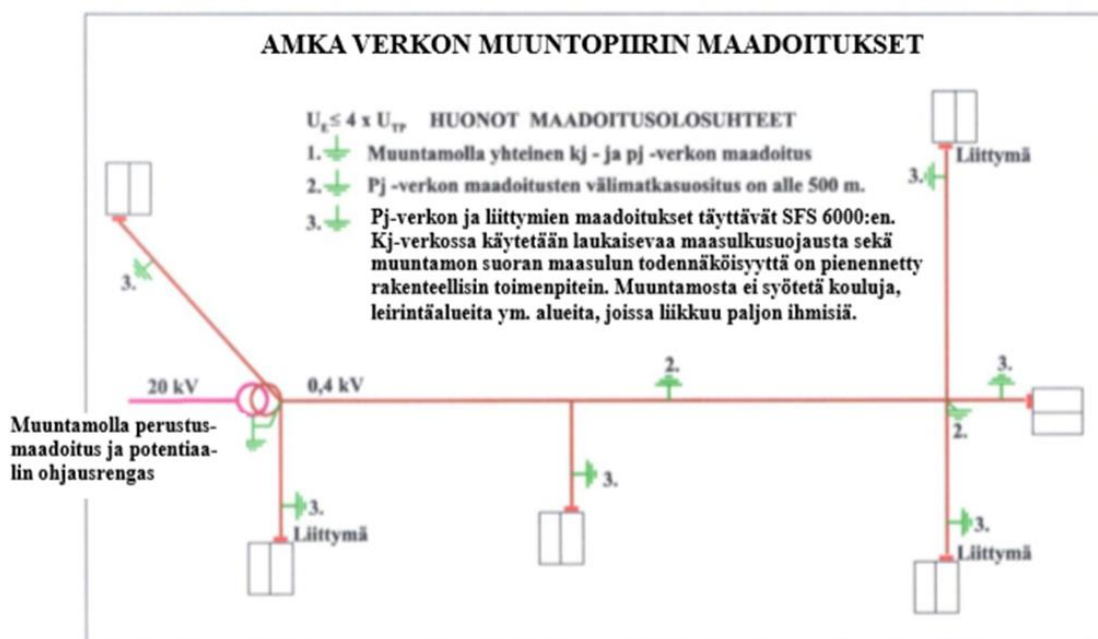 AMKA VERKON MUUNTOPIIRIN MAADOITUKSET
U_E ≤ 4 x U_TP HUONOT MAADOITUSOLOSUHTEET
1. Muuntamolla yhteinen kj - ja pj -verkon maadoitus
2. Pj -verkon maadoitusten välimatkasuositus on alle 500 m.
3. Pj-verkon ja liittymien maadoitukset täyttävät SFS 6000:en.
Kj-verkossa käytetään laukaisevaa maasulkusuojausta sekä
muuntamon suoran maasulun todennäköisyyttä on pienennetty
rakenteellisin toimenpitein. Muuntamosta ei syötetä kouluja,
leirintäalueita ym. alueita, joissa liikkuu paljon ihmisiä.
Liittymä
3.
3.
2.
3.
20 kV
0,4 kV
Muuntamolla perustus-
maadoitus ja potentiaa-
lin ohjausrengas
2.
3.
3.
Liittymä
3.
Liittymä